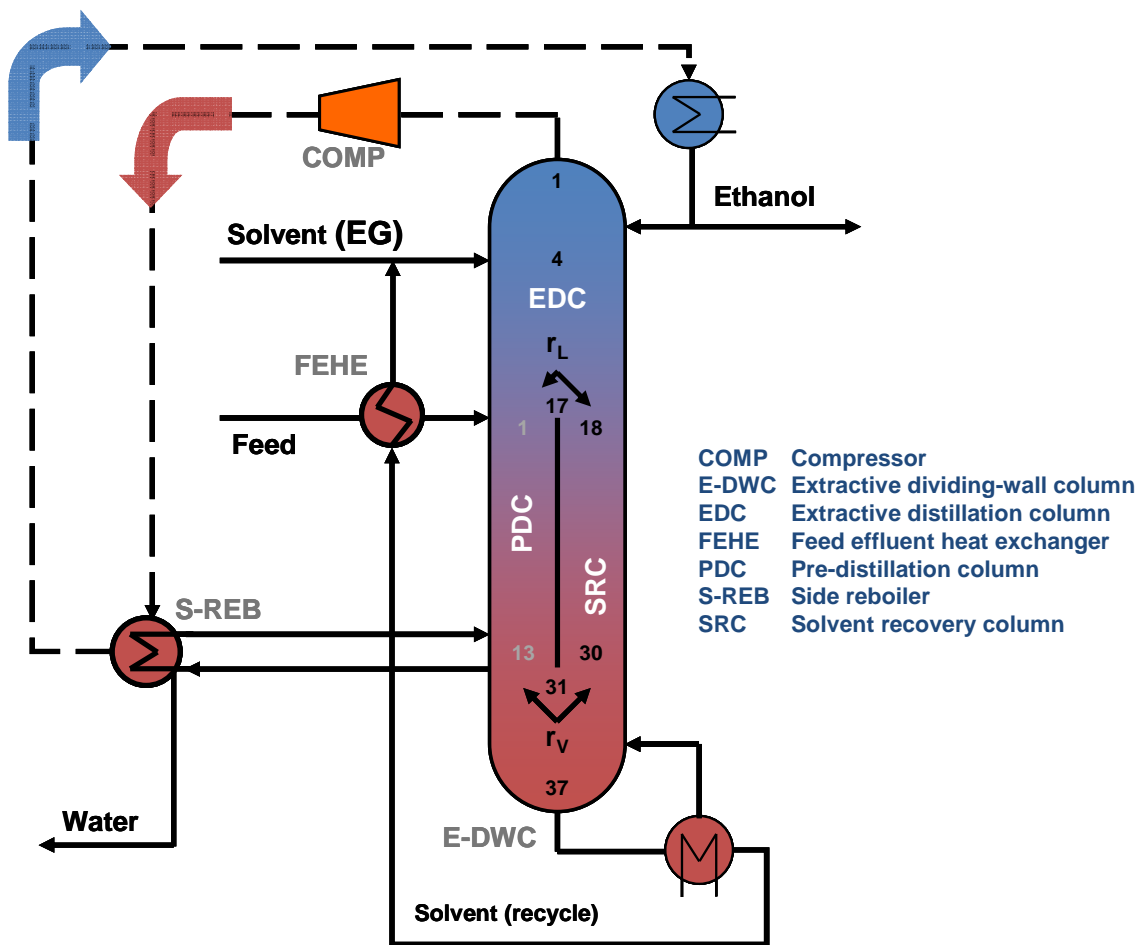 COMP
1
Ethanol
Solvent (EG)
4
EDC
rL
FEHE
17
1
18
Feed
PDC
SRC
COMP Compressor
E-DWC Extractive dividing-wall column
EDC Extractive distillation column
FEHE Feed effluent heat exchanger
PDC Pre-distillation column
S-REB Side reboiler
SRC Solvent recovery column
S-REB
13
30
31
rV
37
Water
E-DWC
Solvent (recycle)